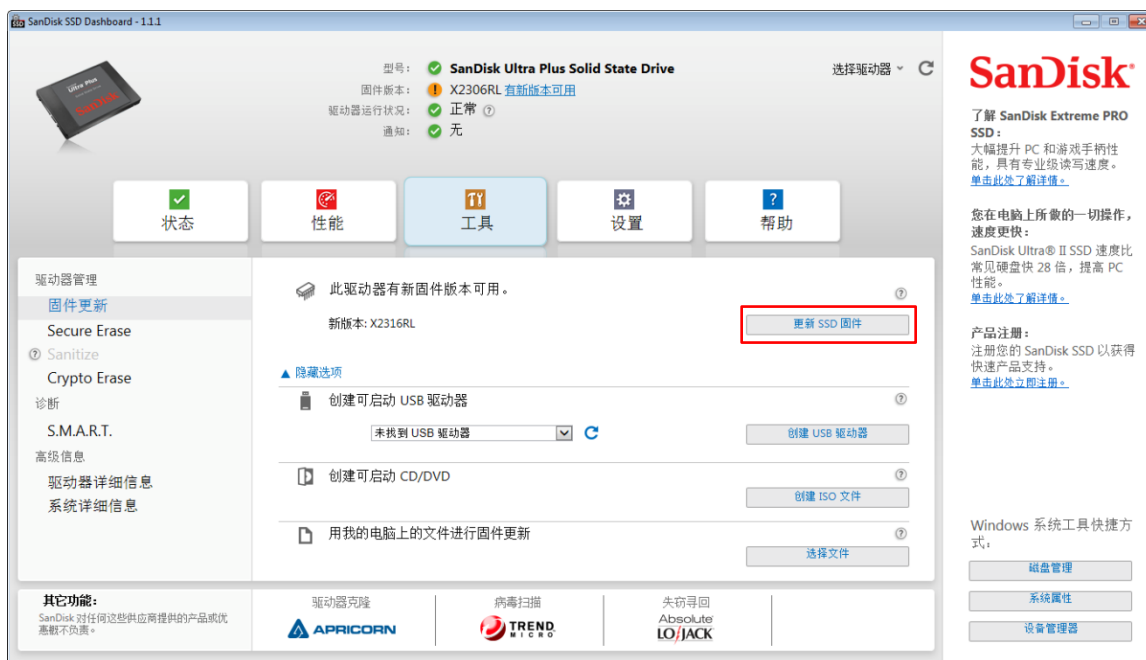 SanDisk SSD Dashboard - 1.1.1
型号: SanDisk Ultra Plus Solid State Drive
选择驱动器
固件版本: X2306RL 有新版本可用
驱动器运行状况: 正常
通知: 无
Ultra Plus
SanDisk
状态
性能
工具
设置
帮助
驱动器管理
固件更新
Secure Erase
Sanitize
Crypto Erase
诊断
S.M.A.R.T.
高级信息
驱动器详细信息
系统详细信息
此驱动器有新固件版本可用。
新版本: X2316RL
更新 SSD 固件
隐藏选项
创建可启动 USB 驱动器
未找到 USB 驱动器
创建 USB 驱动器
创建可启动 CD/DVD
创建 ISO 文件
用我的电脑上的文件进行固件更新
选择文件
其它功能:
SanDisk 对任何这些供应商提供的产品或优
惠概不负责。
驱动器克隆
APRICORN
病毒扫描
TREND
MICRO
失窃寻回
Absolute
LO/JACK
SanDisk
了解 SanDisk Extreme PRO
SSD:
大幅提升 PC 和游戏手柄性
能，具有专业级读写速度。
单击此处了解详情。
您在电脑上所做的一切操作，
速度更快:
SanDisk Ultra® II SSD 速度比
常见硬盘快 28 倍，提高 PC
性能。
单击此处了解详情。
产品注册:
注册您的 SanDisk SSD 以获得
快速产品支持。
单击此处立即注册。
Windows 系统工具快捷方
式:
磁盘管理
系统属性
设备管理器